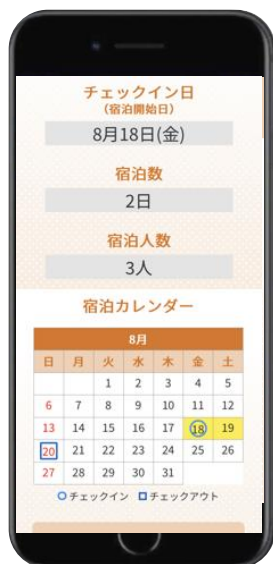 チェックイン日
(宿泊開始日)
8月18日(金)
宿泊数
2日
宿泊人数
3人
宿泊カレンダー
8月
日 月 火 水 木 金 土
1 2 3 4 5
6 7 8 9 10 11 12
13 14 15 16 17 18 19
20 21 22 23 24 25 26
27 28 29 30 31
チェックイン チェックアウト